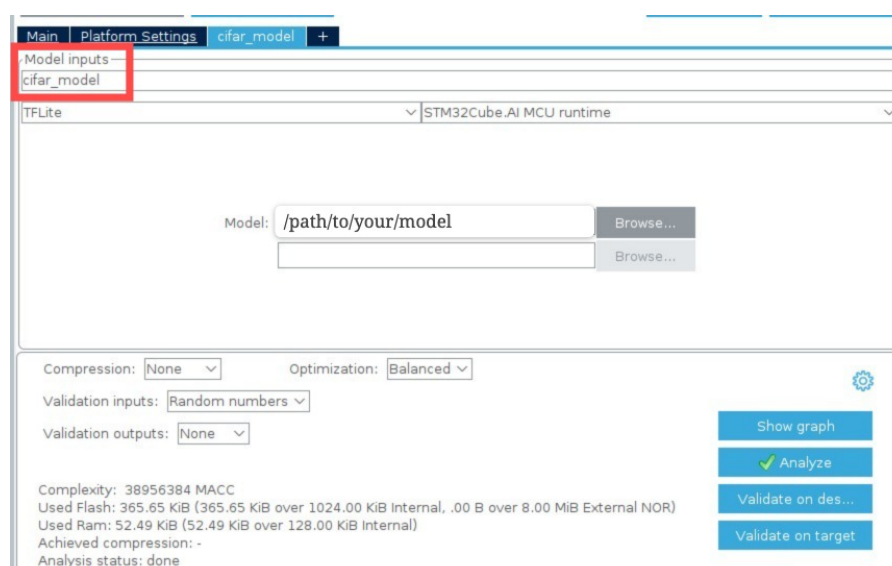 Main Platform Settings cifar_model +
Model inputs
cifar_model
TFLite STM32Cube.AI MCU runtime
Model: /path/to/your/model Browse...
Browse...
Compression: None Optimization: Balanced
Validation inputs: Random numbers
Validation outputs: None
Show graph
Analyze
Validate on des...
Validate on target
Complexity: 38956384 MACC
Used Flash: 365.65 KiB (365.65 KiB over 1024.00 KiB Internal, .00 B over 8.00 MiB External NOR)
Used Ram: 52.49 KiB (52.49 KiB over 128.00 KiB Internal)
Achieved compression: -
Analysis status: done